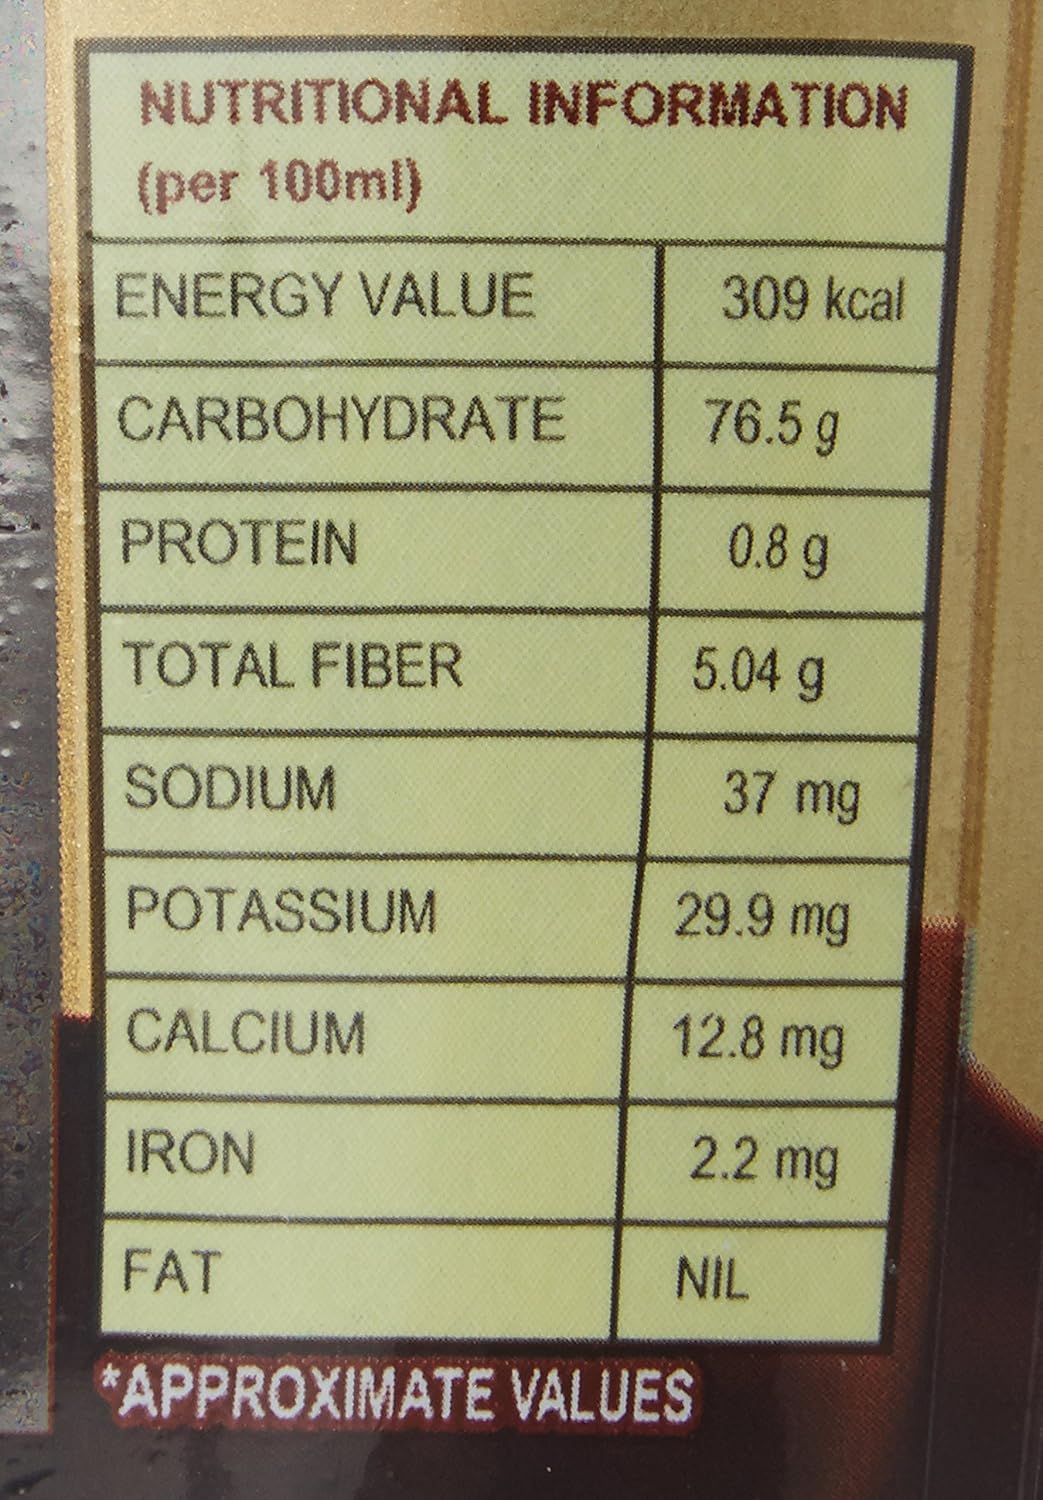 NUTRITIONAL INFORMATION
(per 100ml)
ENERGY VALUE 309 kcal
CARBOHYDRATE 76.5 g
PROTEIN 0.8 g
TOTAL FIBER 5.04 g
SODIUM 37 mg
POTASSIUM 29.9 mg
CALCIUM 12.8 mg
IRON 2.2 mg
FAT NIL
*APPROXIMATE VALUES